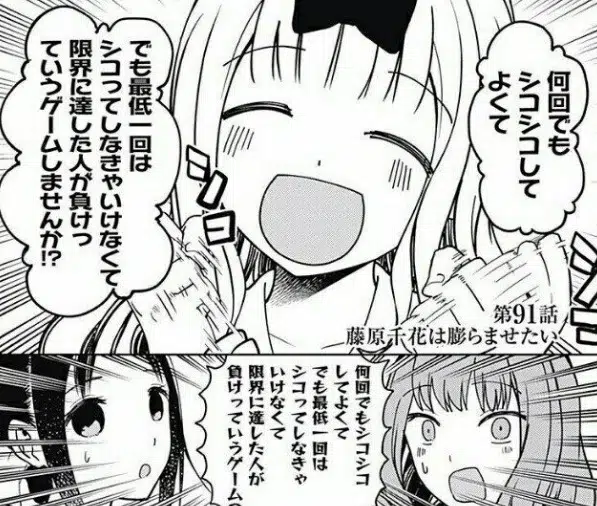 何回でも
シコシコして
よくて
でも最低一回は
シコってしなきゃいけなくて
限界に達した人が負けっ
ていうゲームしませんか!?
シコ
第91話
藤原千花は膨らませたい
何回でもシコシコ
してよくて
でも最低一回は
シコってしなきゃ
いけなくて
限界に達した人が
負けっていうゲーム